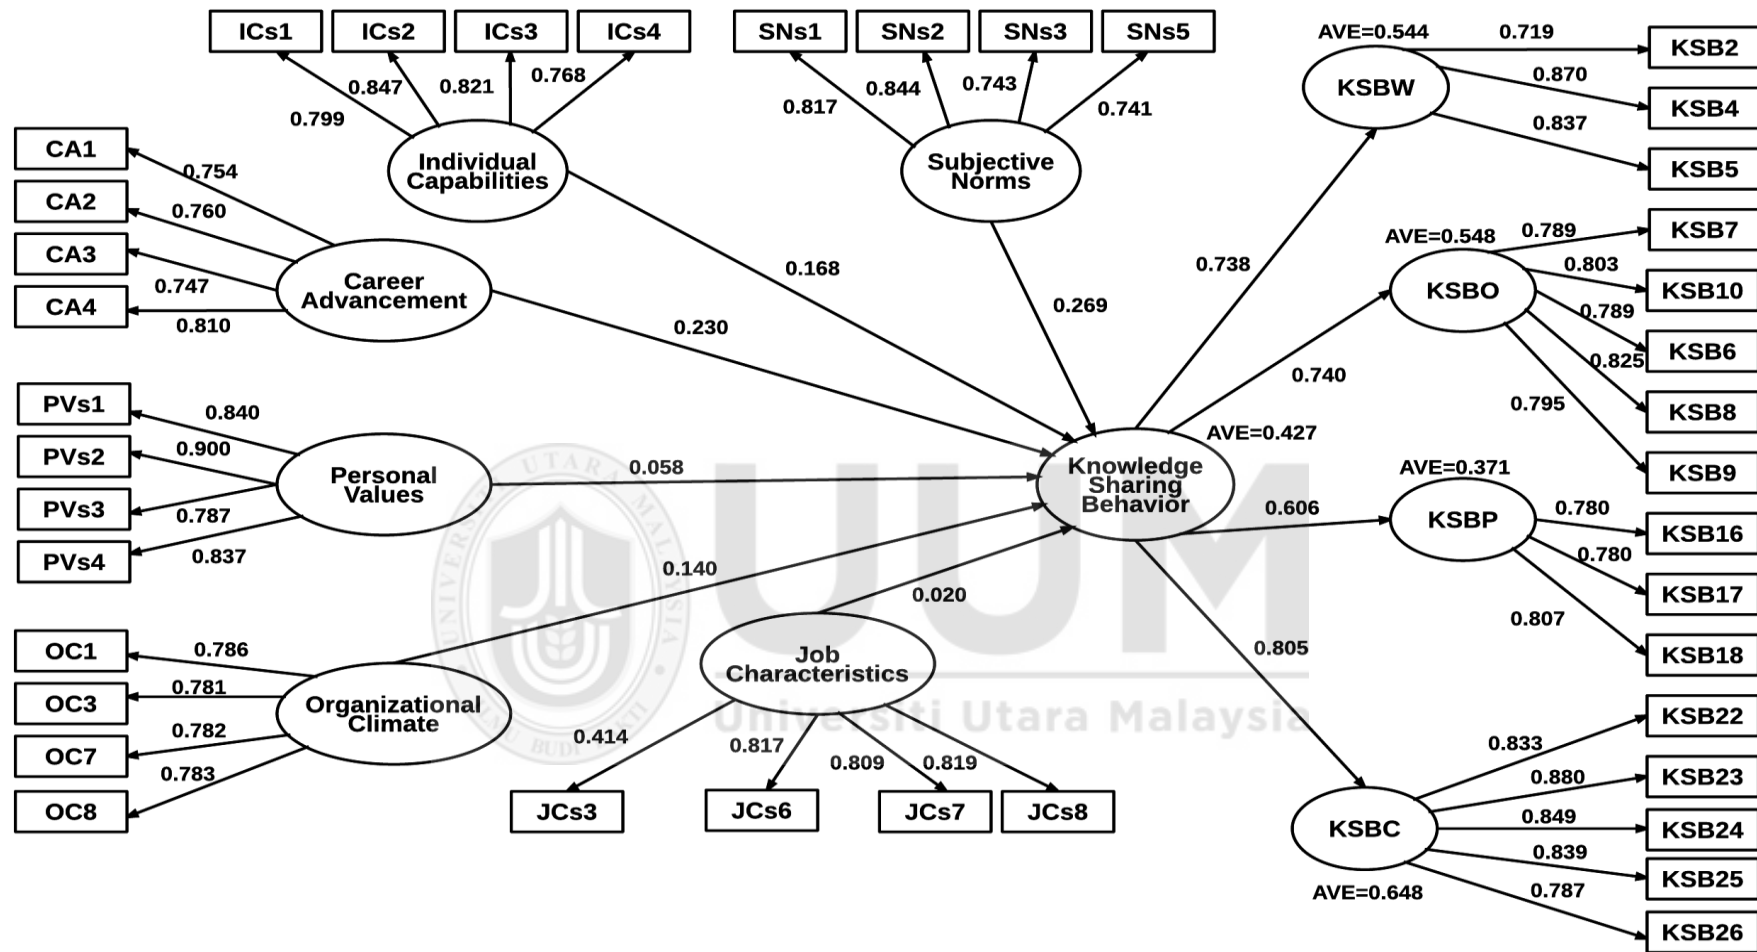 ICs1
ICs2
ICs3
ICs4
SNs1
SNs2
SNs3
SNs5
0.799
0.847
0.821
0.768
0.817
0.844
0.743
0.741
Individual
Capabilities
Subjective
Norms
CA1
CA2
CA3
CA4
0.754
0.760
0.747
0.810
Career
Advancement
0.168
0.230
0.269
PVs1
PVs2
PVs3
PVs4
0.840
0.900
0.787
0.837
Personal
Values
0.058
OC1
OC3
OC7
OC8
0.786
0.781
0.782
0.783
Organizational
Climate
0.140
Job
Characteristics
0.020
0.414
0.817
0.809
0.819
JCs3
JCs6
JCs7
JCs8
Knowledge
Sharing
Behavior
AVE=0.427
0.738
0.740
0.606
0.805
AVE=0.544
KSBW
0.719
0.870
0.837
KSB2
KSB4
KSB5
AVE=0.548
KSBO
0.789
0.803
0.789
0.825
0.795
KSB7
KSB10
KSB6
KSB8
KSB9
AVE=0.371
KSBP
0.780
0.780
0.807
KSB16
KSB17
KSB18
KSBC
AVE=0.648
0.833
0.880
0.849
0.839
0.787
KSB22
KSB23
KSB24
KSB25
KSB26
UUM
Universiti Utara Malaysia
UTARA MALAYSIA
BUDI